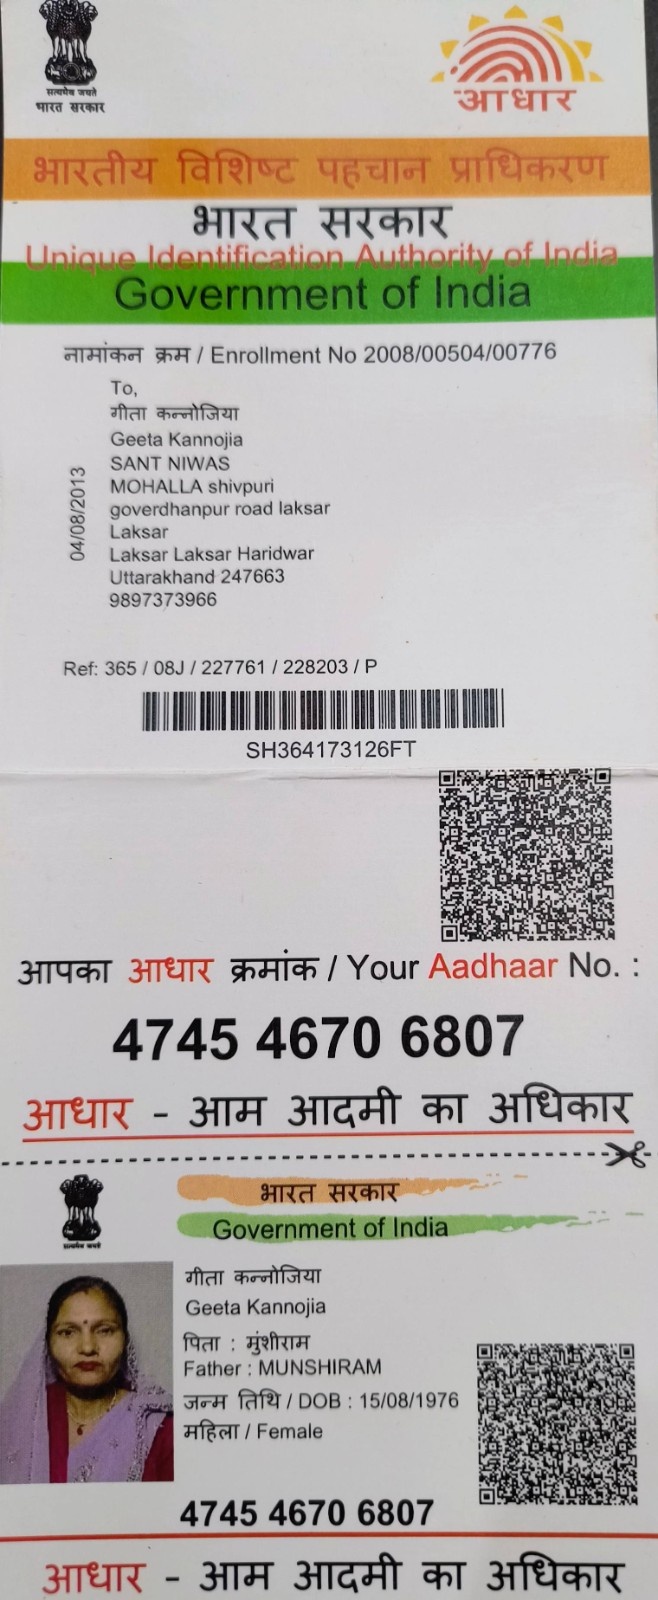 सत्यमेव जयते
भारत सरकार
आधार
भारतीय विशिष्ट पहचान प्राधिकरण
भारत सरकार
Unique Identification Authority of India
Government of India
नामांकन क्रम / Enrollment No 2008/00504/00776
To,
गीता कन्नोजिया
Geeta Kannojia
SANT NIWAS
MOHALLA shivpuri
goverdhanpur road laksar
Laksar
Laksar Laksar Haridwar
Uttarakhand 247663
9897373966
04/08/2013
Ref: 365 / 08J / 227761 / 228203 / P
SH364173126FT
आपका आधार क्रमांक / Your Aadhaar No. :
4745 4670 6807
आधार - आम आदमी का अधिकार
भारत सरकार
Government of India
सत्यमेव जयते
गीता कन्नोजिया
Geeta Kannojia
पिता : मुंशीराम
Father : MUNSHIRAM
जन्म तिथि / DOB : 15/08/1976
महिला / Female
4745 4670 6807
आधार - आम आदमी का अधिकार